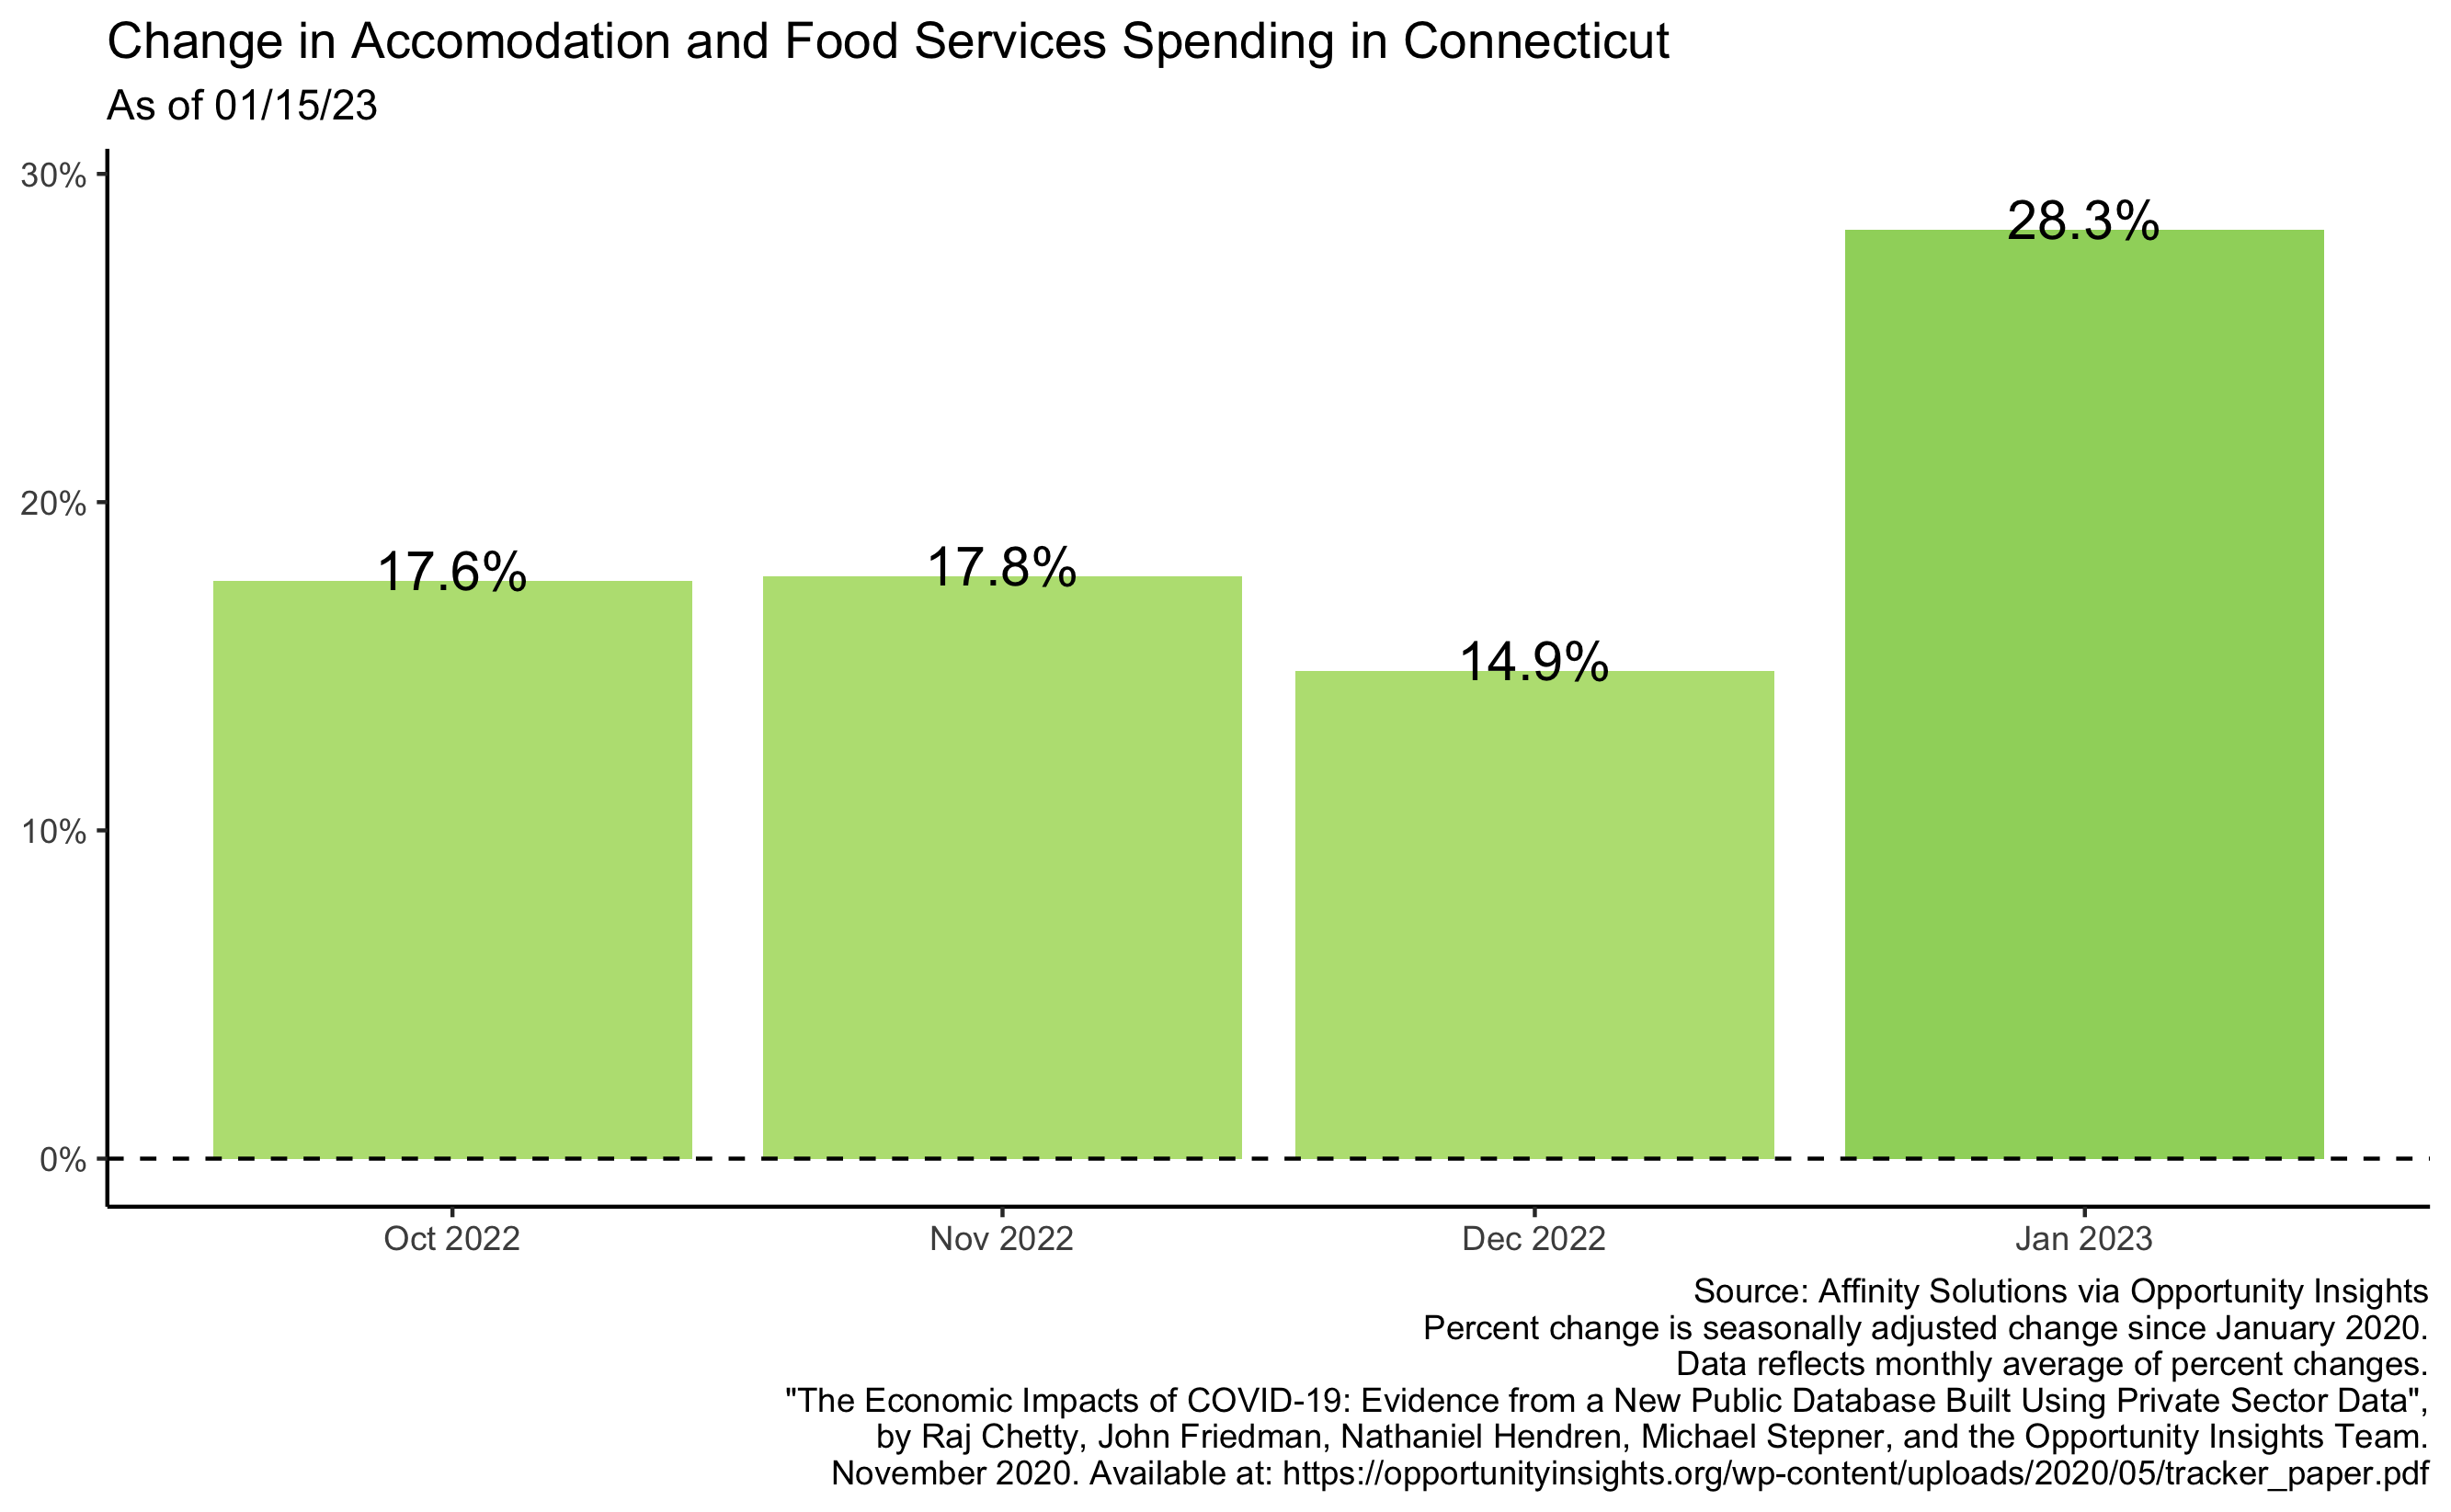 Change in Accomodation and Food Services Spending in Connecticut
As of 01/15/23
30%
20%
10%
0%
17.6%
17.8%
14.9%
28.3%
Oct 2022
Nov 2022
Dec 2022
Jan 2023
Source: Affinity Solutions via Opportunity Insights
Percent change is seasonally adjusted change since January 2020.
Data reflects monthly average of percent changes.
"The Economic Impacts of COVID-19: Evidence from a New Public Database Built Using Private Sector Data",
by Raj Chetty, John Friedman, Nathaniel Hendren, Michael Stepner, and the Opportunity Insights Team.
November 2020. Available at: https://opportunityinsights.org/wp-content/uploads/2020/05/tracker_paper.pdf